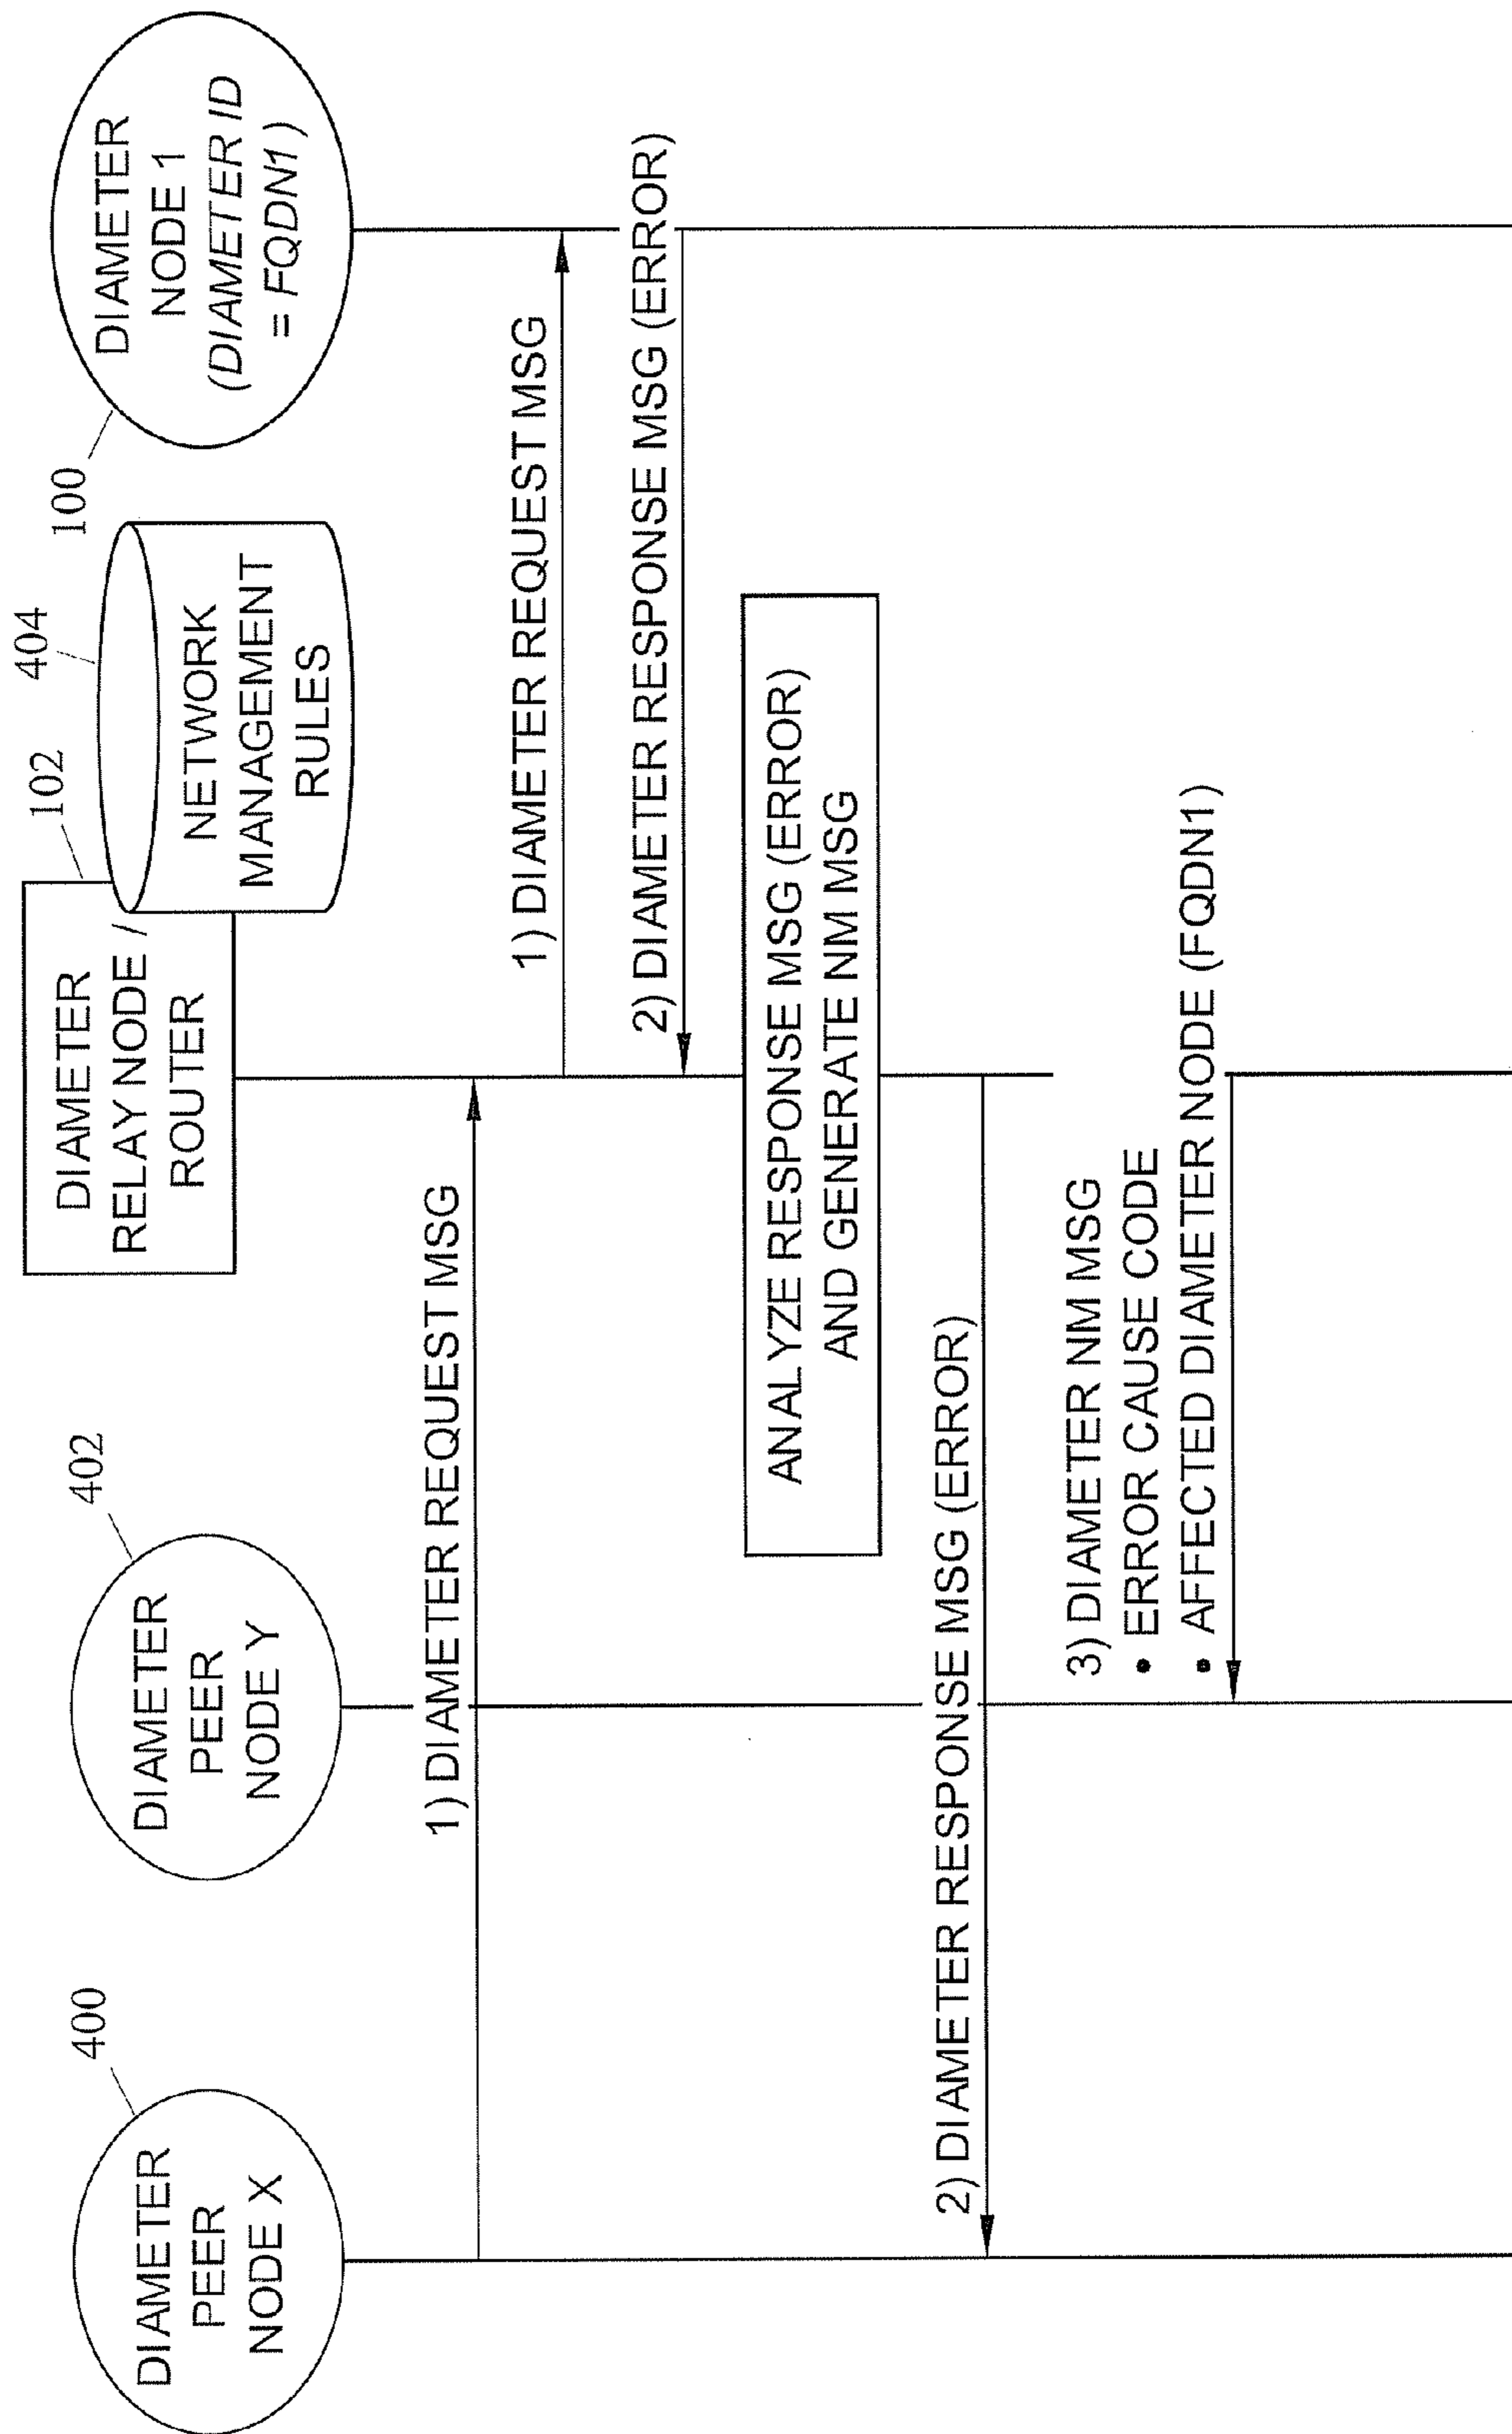 400
DIAMETER
PEER
NODE X
402
DIAMETER
PEER
NODE Y
102
DIAMETER
RELAY NODE /
ROUTER
404
NETWORK
MANAGEMENT
RULES
100
DIAMETER
NODE 1
(DIAMETER ID
= FQDN1 )
1) DIAMETER REQUEST MSG
1) DIAMETER REQUEST MSG
2) DIAMETER RESPONSE MSG (ERROR)
ANALYZE RESPONSE MSG (ERROR)
AND GENERATE NM MSG
2) DIAMETER RESPONSE MSG (ERROR)
3) DIAMETER NM MSG
• ERROR CAUSE CODE
• AFFECTED DIAMETER NODE (FQDN1)